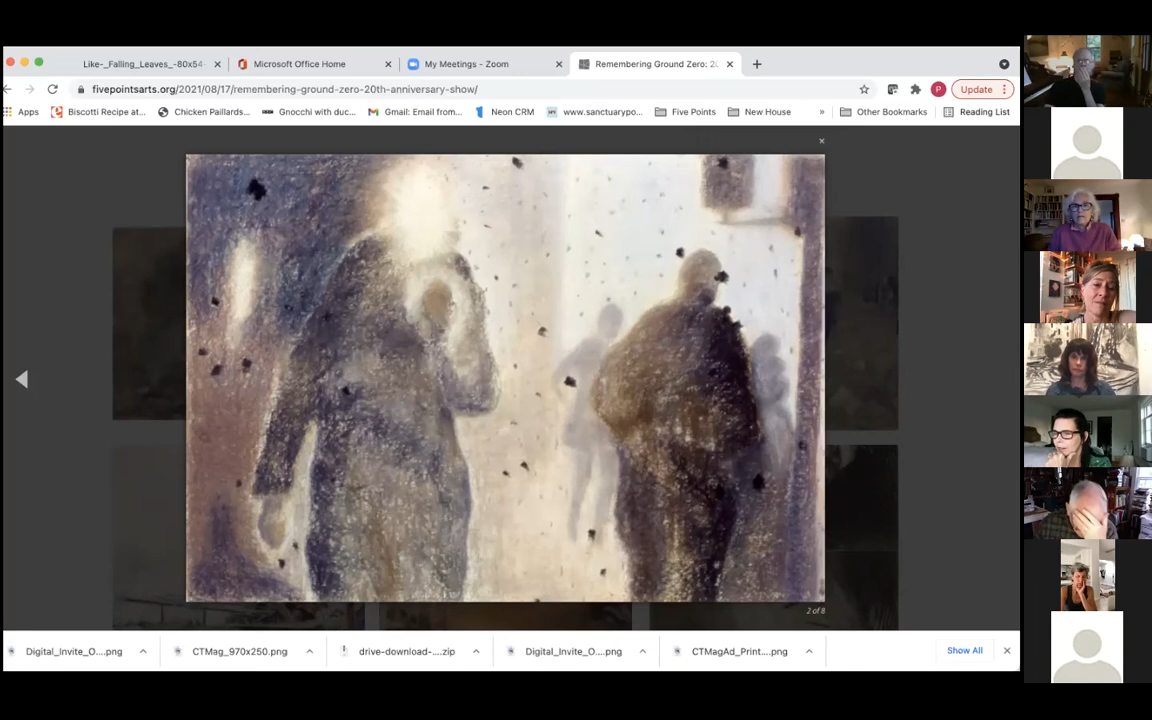 Like-_Falling_Leaves_-80x54-
Microsoft Office Home
My Meetings - Zoom
Remembering Ground Zero: 20
fivepointsarts.org/2021/08/17/remembering-ground-zero-20th-anniversary-show/
P
Update
Apps
Biscotti Recipe at...
Chicken Paillards...
Gnocchi with duc...
Gmail: Email from...
Neon CRM
www.sanctuarypo...
Five Points
New House
»
Other Bookmarks
Reading List
2 of 8
Digital_Invite_O....png
CTMag_970x250.png
drive-download-....zip
Digital_Invite_O....png
CTMagAd_Print....png
Show All